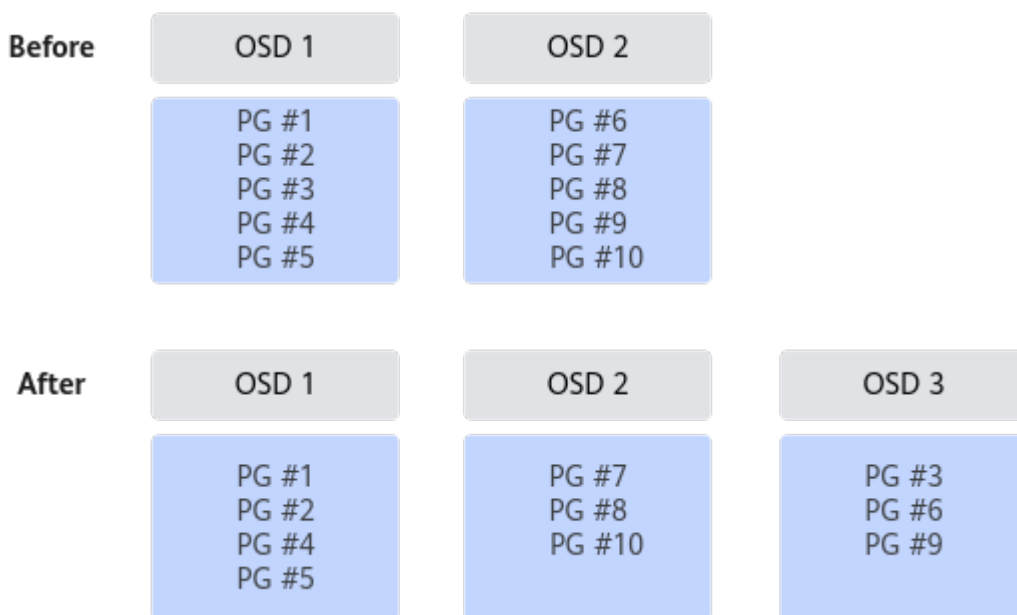 Before
OSD 1
OSD 2
PG #1
PG #2
PG #3
PG #4
PG #5
PG #6
PG #7
PG #8
PG #9
PG #10
After
OSD 1
OSD 2
OSD 3
PG #1
PG #2
PG #4
PG #5
PG #7
PG #8
PG #10
PG #3
PG #6
PG #9